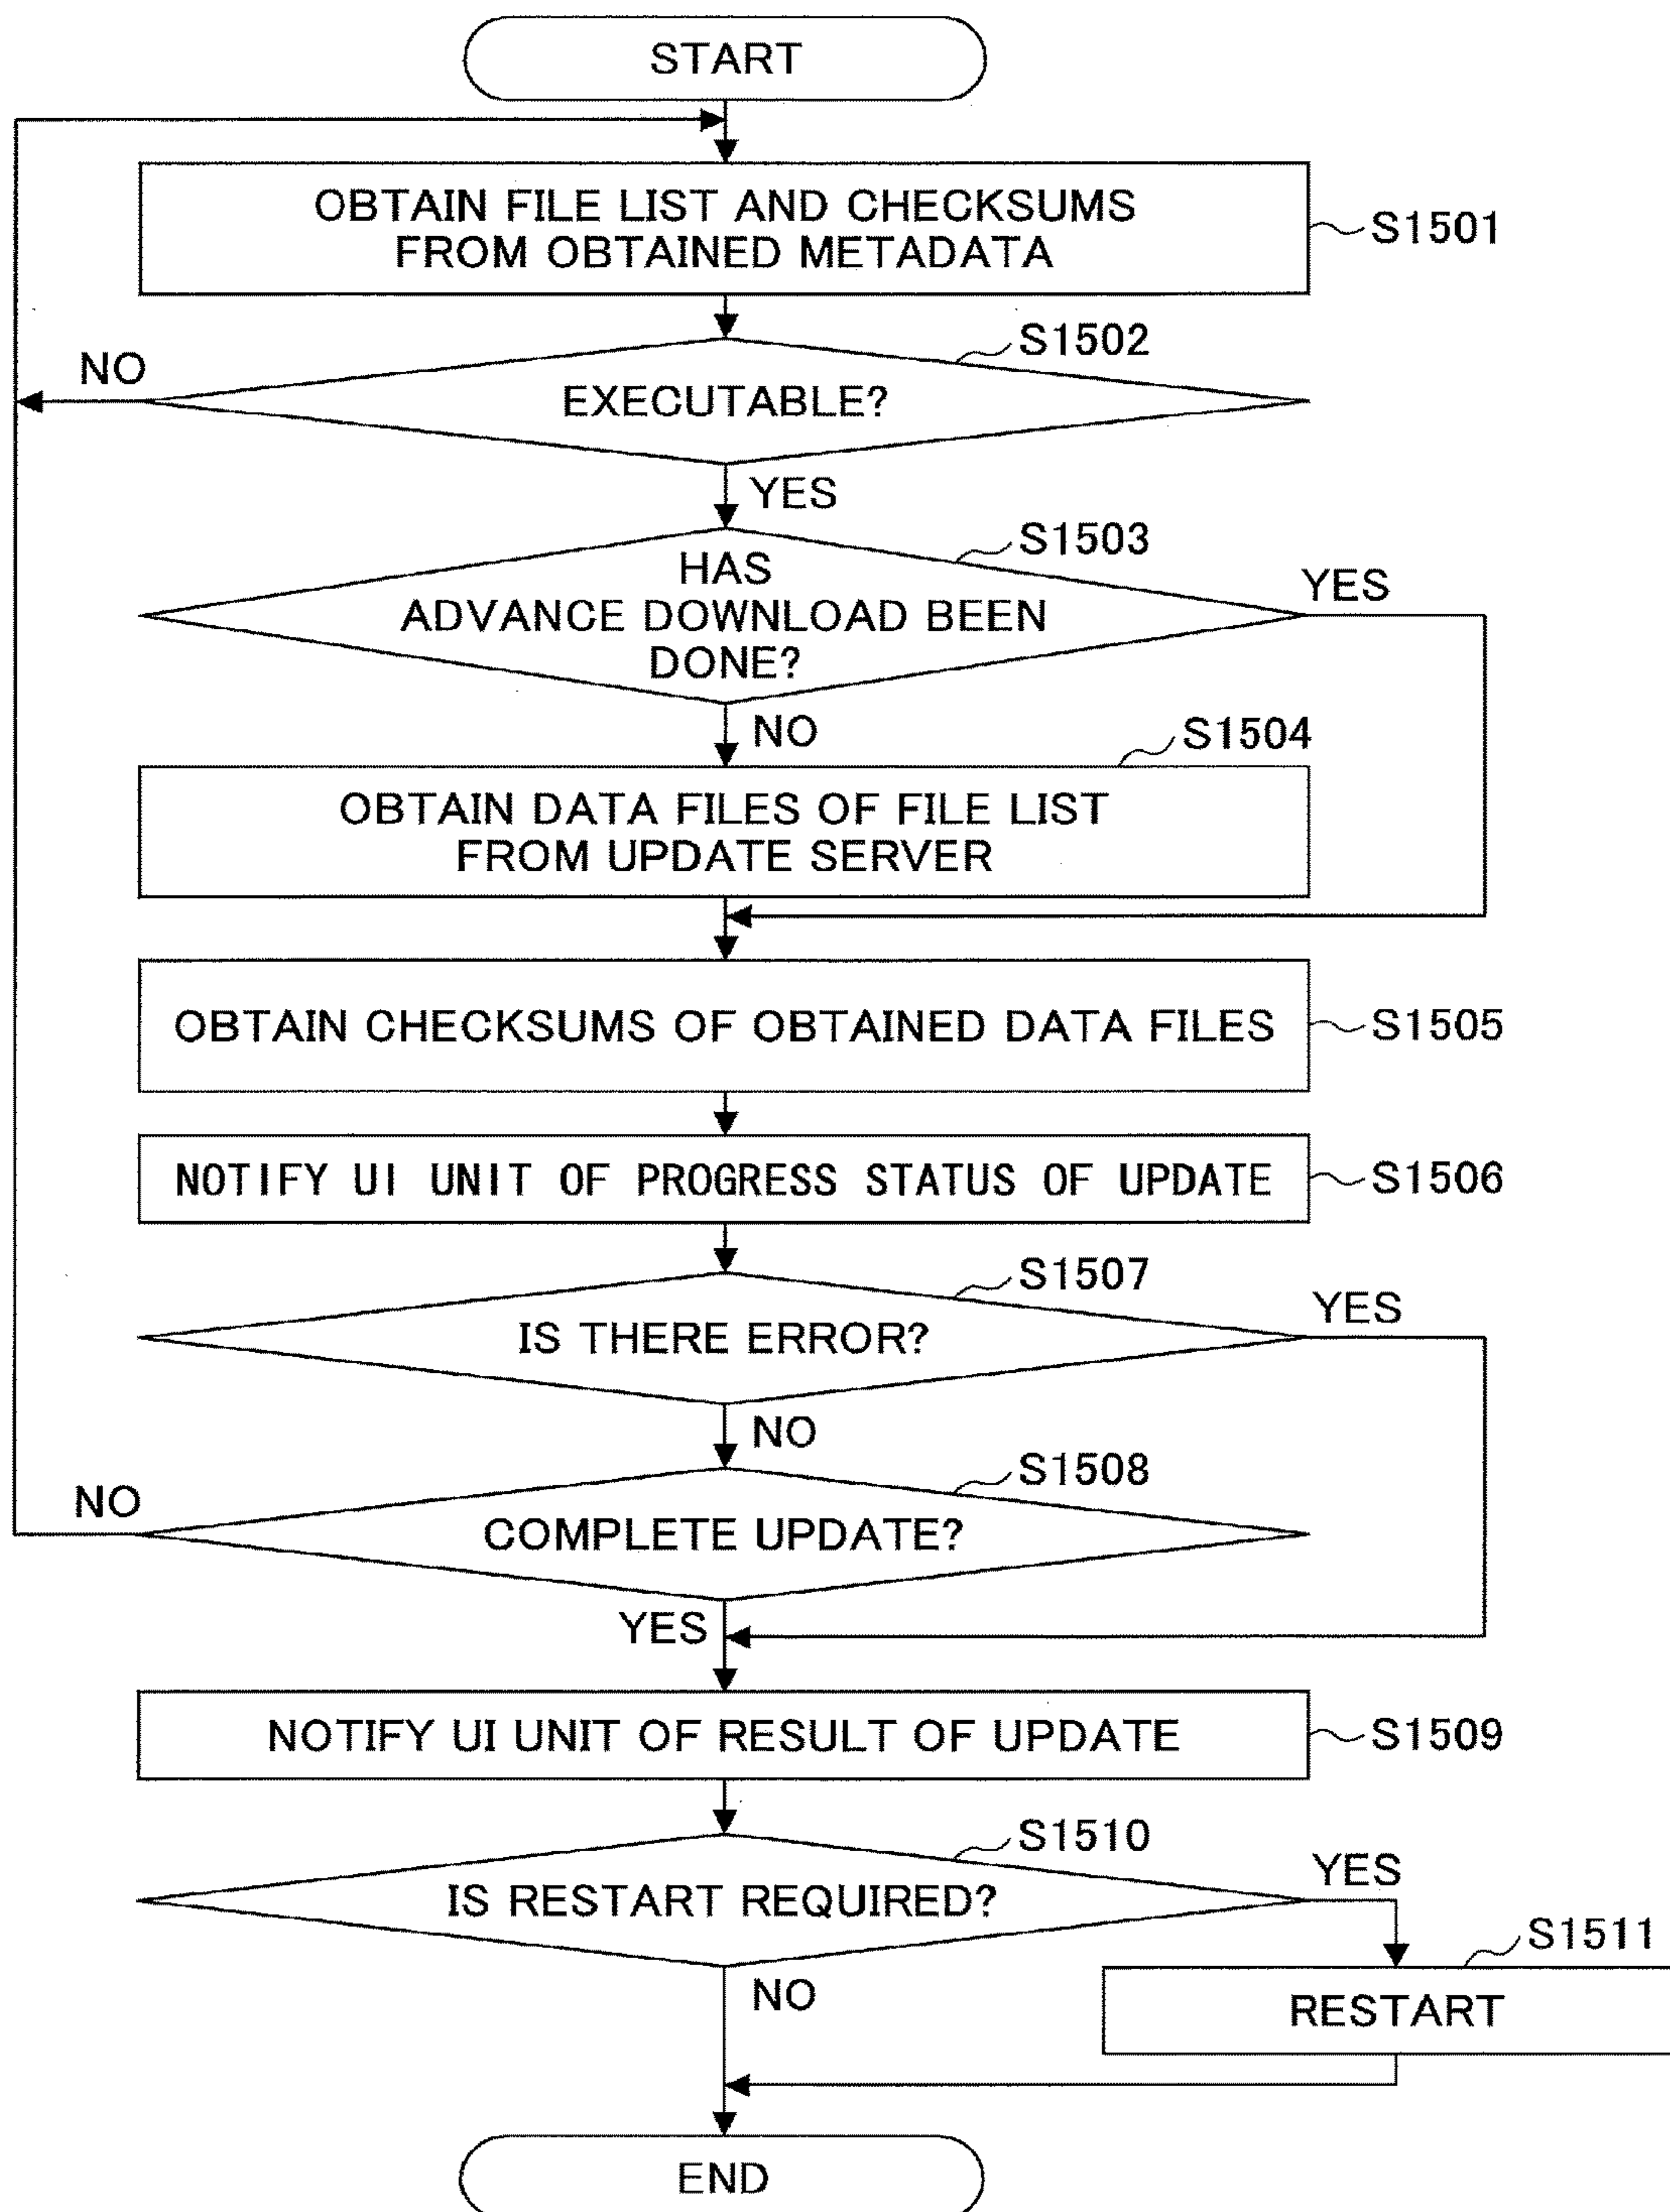 START
OBTAIN FILE LIST AND CHECKSUMS
FROM OBTAINED METADATA
S1501
S1502
NO
EXECUTABLE?
YES
S1503
HAS
ADVANCE DOWNLOAD BEEN
DONE?
YES
NO
S1504
OBTAIN DATA FILES OF FILE LIST
FROM UPDATE SERVER
OBTAIN CHECKSUMS OF OBTAINED DATA FILES
S1505
NOTIFY UI UNIT OF PROGRESS STATUS OF UPDATE
S1506
S1507
YES
IS THERE ERROR?
NO
S1508
NO
COMPLETE UPDATE?
YES
NOTIFY UI UNIT OF RESULT OF UPDATE
S1509
S1510
YES
IS RESTART REQUIRED?
S1511
NO
RESTART
END